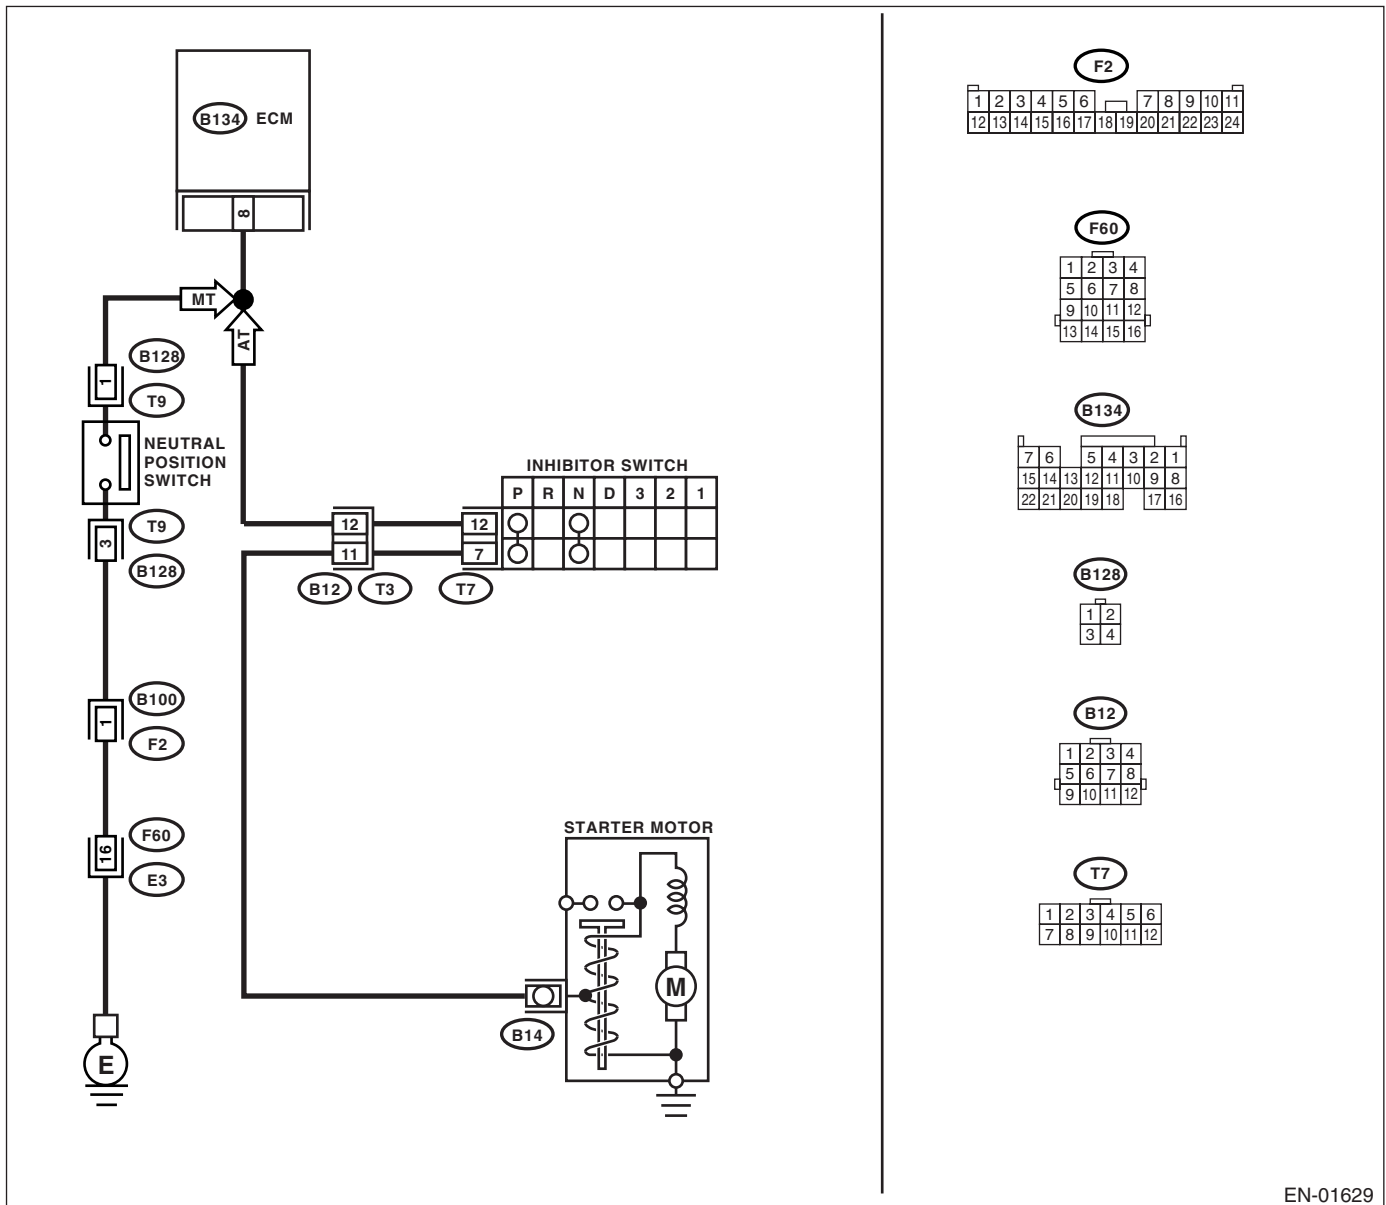 B134 ECM
8
MT
AT
B128
1
T9
NEUTRAL
POSITION
SWITCH
T9
3
B128
INHIBITOR SWITCH
P R N D 3 2 1
12 12
11 7
B12 T3 T7
B100
1
F2
F60
16
E3
E
STARTER MOTOR
M
B14
F2
1 2 3 4 5 6 7 8 9 10 11
12 13 14 15 16 17 18 19 20 21 22 23 24
F60
1 2 3 4
5 6 7 8
9 10 11 12
13 14 15 16
B134
7 6 5 4 3 2 1
15 14 13 12 11 10 9 8
22 21 20 19 18 17 16
B128
1 2
3 4
B12
1 2 3 4
5 6 7 8
9 10 11 12
T7
1 2 3 4 5 6
7 8 9 10 11 12
EN-01629